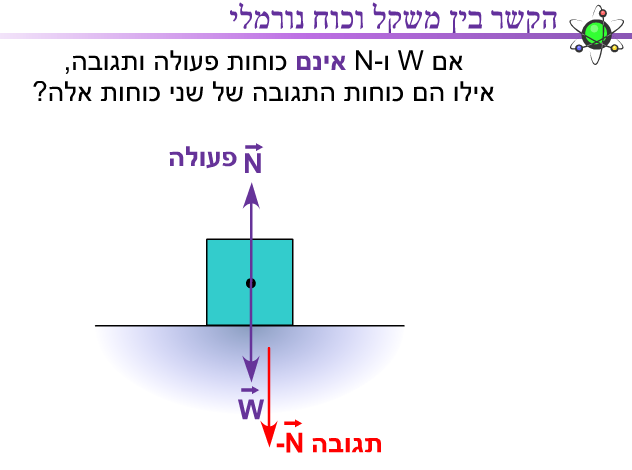 הקשר בין משקל וכוח נורמלי
אם W ו-N אינם כוחות פעולה ותגובה,
אילו הם כוחות התגובה של שני כוחות אלה?
N פעולה
W
תגובה -N